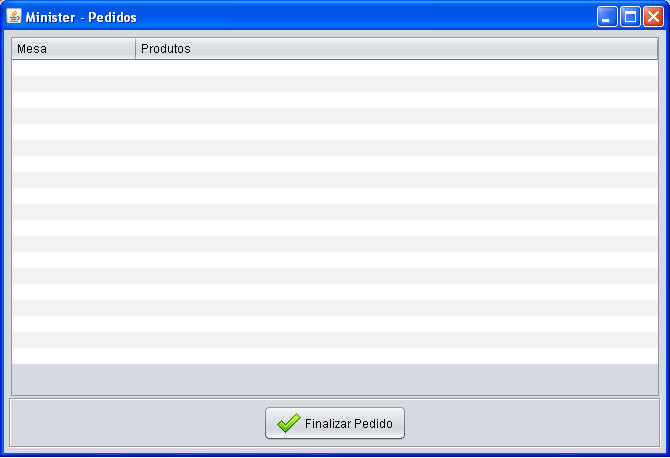 Minister - Pedidos
Mesa Produtos
Finalizar Pedido